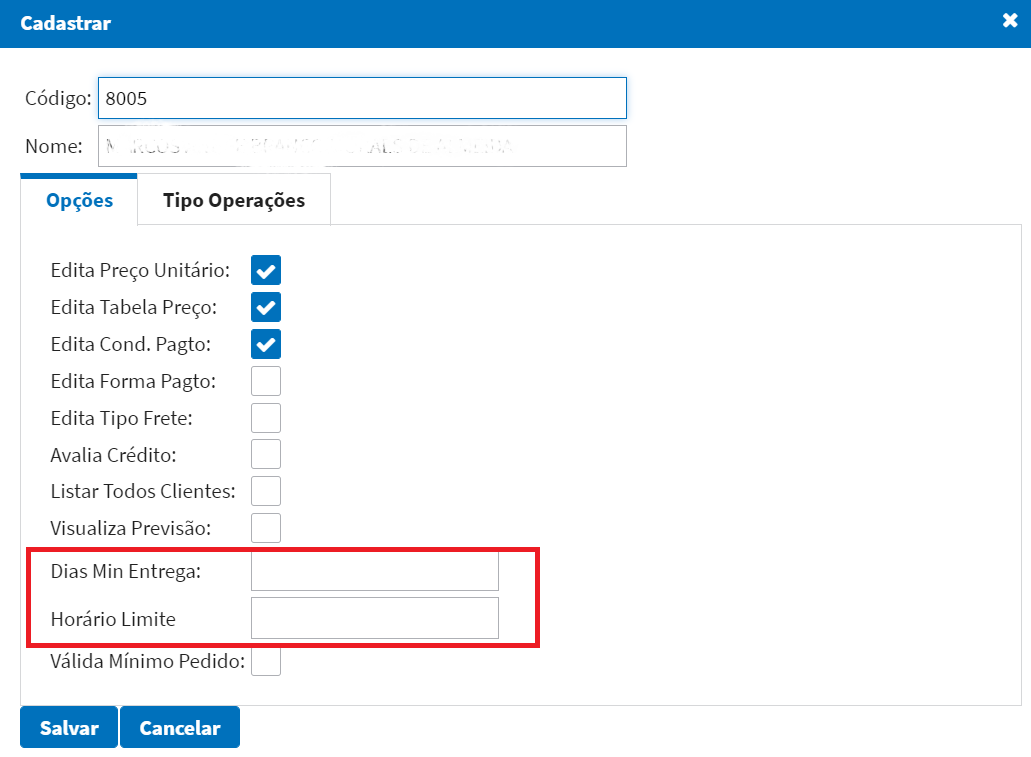 Cadastrar
Código: 8005
Nome:
Opções Tipo Operações
Edita Preço Unitário:
Edita Tabela Preço:
Edita Cond. Pagto:
Edita Forma Pagto:
Edita Tipo Frete:
Avalia Crédito:
Listar Todos Clientes:
Visualiza Previsão:
Dias Min Entrega:
Horário Limite
Válida Mínimo Pedido:
Salvar Cancelar